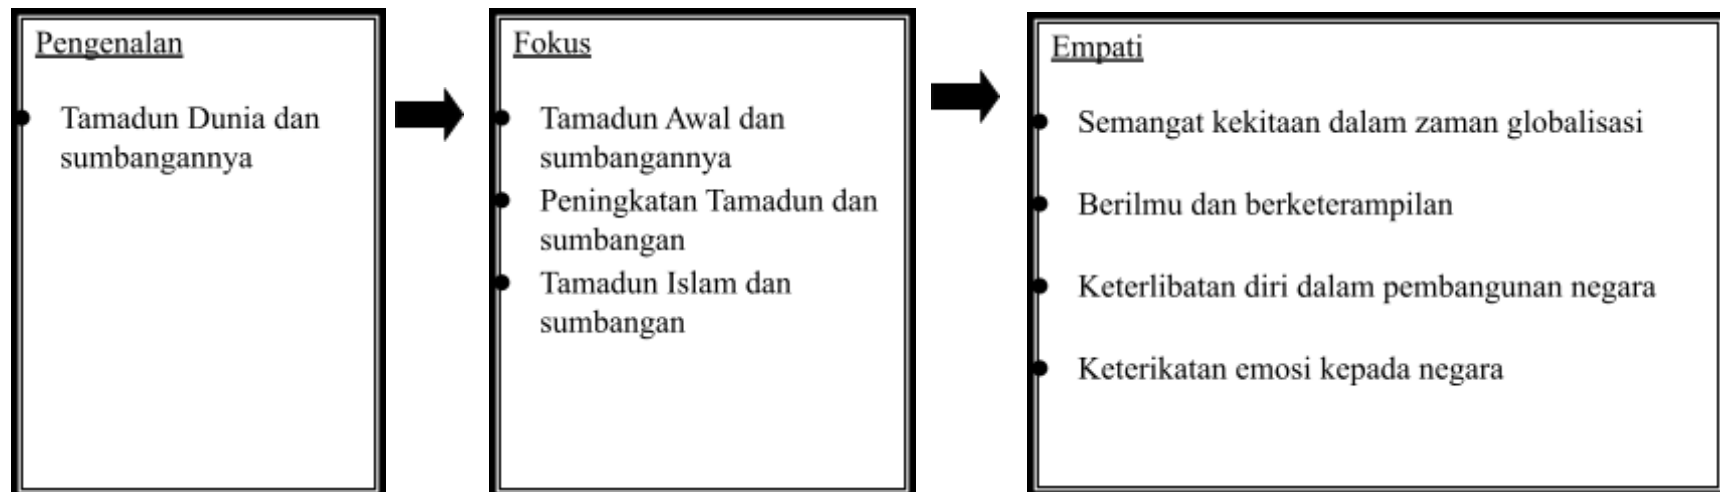 Pengenalan
Tamadun Dunia dan
sumbangannya
Fokus
Tamadun Awal dan
sumbangannya
Peningkatan Tamadun dan
sumbangan
Tamadun Islam dan
sumbangan
Empati
Semangat kekitaan dalam zaman globalisasi
Berilmu dan berketerampilan
Keterlibatan diri dalam pembangunan negara
Keterikatan emosi kepada negara